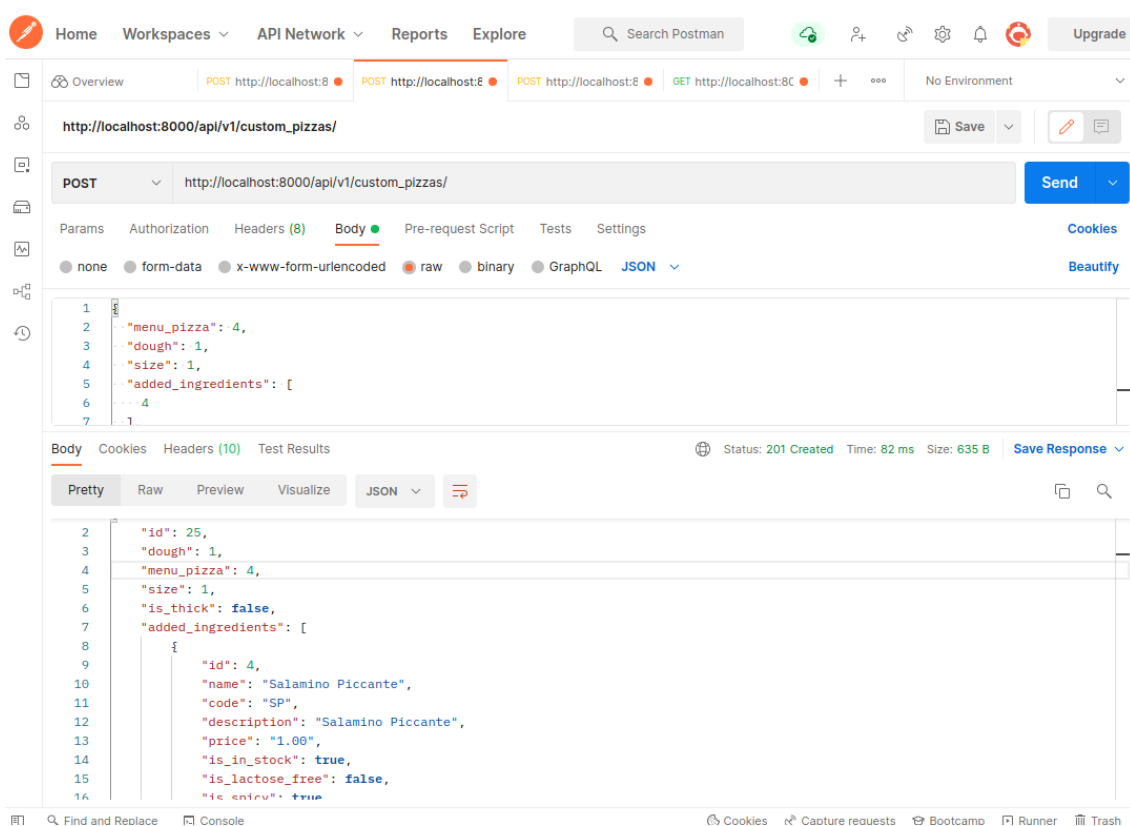 Home Workspaces API Network Reports Explore Search Postman Upgrade
Overview POST http://localhost:8 POST http://localhost:8 POST http://localhost:8 GET http://localhost:80 No Environment
http://localhost:8000/api/v1/custom_pizzas/ Save
POST http://localhost:8000/api/v1/custom_pizzas/ Send
Params Authorization Headers (8) Body Pre-request Script Tests Settings Cookies
none form-data x-www-form-urlencoded raw binary GraphQL JSON Beautify
1 {
2 "menu_pizza": 4,
3 "dough": 1,
4 "size": 1,
5 "added_ingredients": [
6 4
7 ]
Body Cookies Headers (10) Test Results Status: 201 Created Time: 82 ms Size: 635 B Save Response
Pretty Raw Preview Visualize JSON
2 "id": 25,
3 "dough": 1,
4 "menu_pizza": 4,
5 "size": 1,
6 "is_thick": false,
7 "added_ingredients": [
8 {
9 "id": 4,
10 "name": "Salamino Piccante",
11 "code": "SP",
12 "description": "Salamino Piccante",
13 "price": "1.00",
14 "is_in_stock": true,
15 "is_lactose_free": false,
16 "is_spicy": true
Find and Replace Console Cookies Capture requests Bootcamp Runner Trash